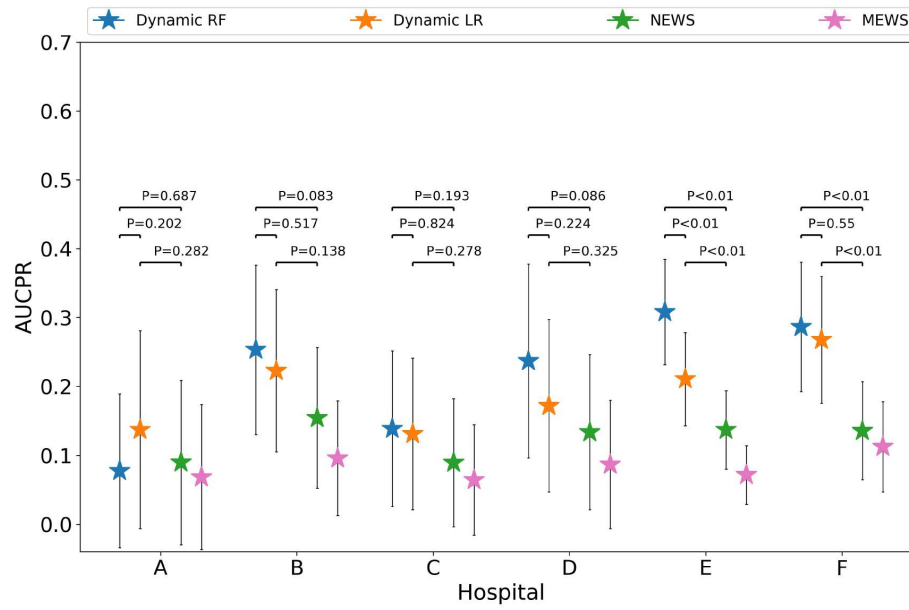 Dynamic RF Dynamic LR NEWS MEWS
0.7
0.6
0.5
0.4
0.3
0.2
0.1
0.0
AUCPR
P=0.687 P=0.083 P=0.193 P=0.086 P<0.01 P<0.01
P=0.202 P=0.517 P=0.824 P=0.224 P<0.01 P=0.55
P=0.282 P=0.138 P=0.278 P=0.325 P<0.01 P<0.01
A B C D E F
Hospital